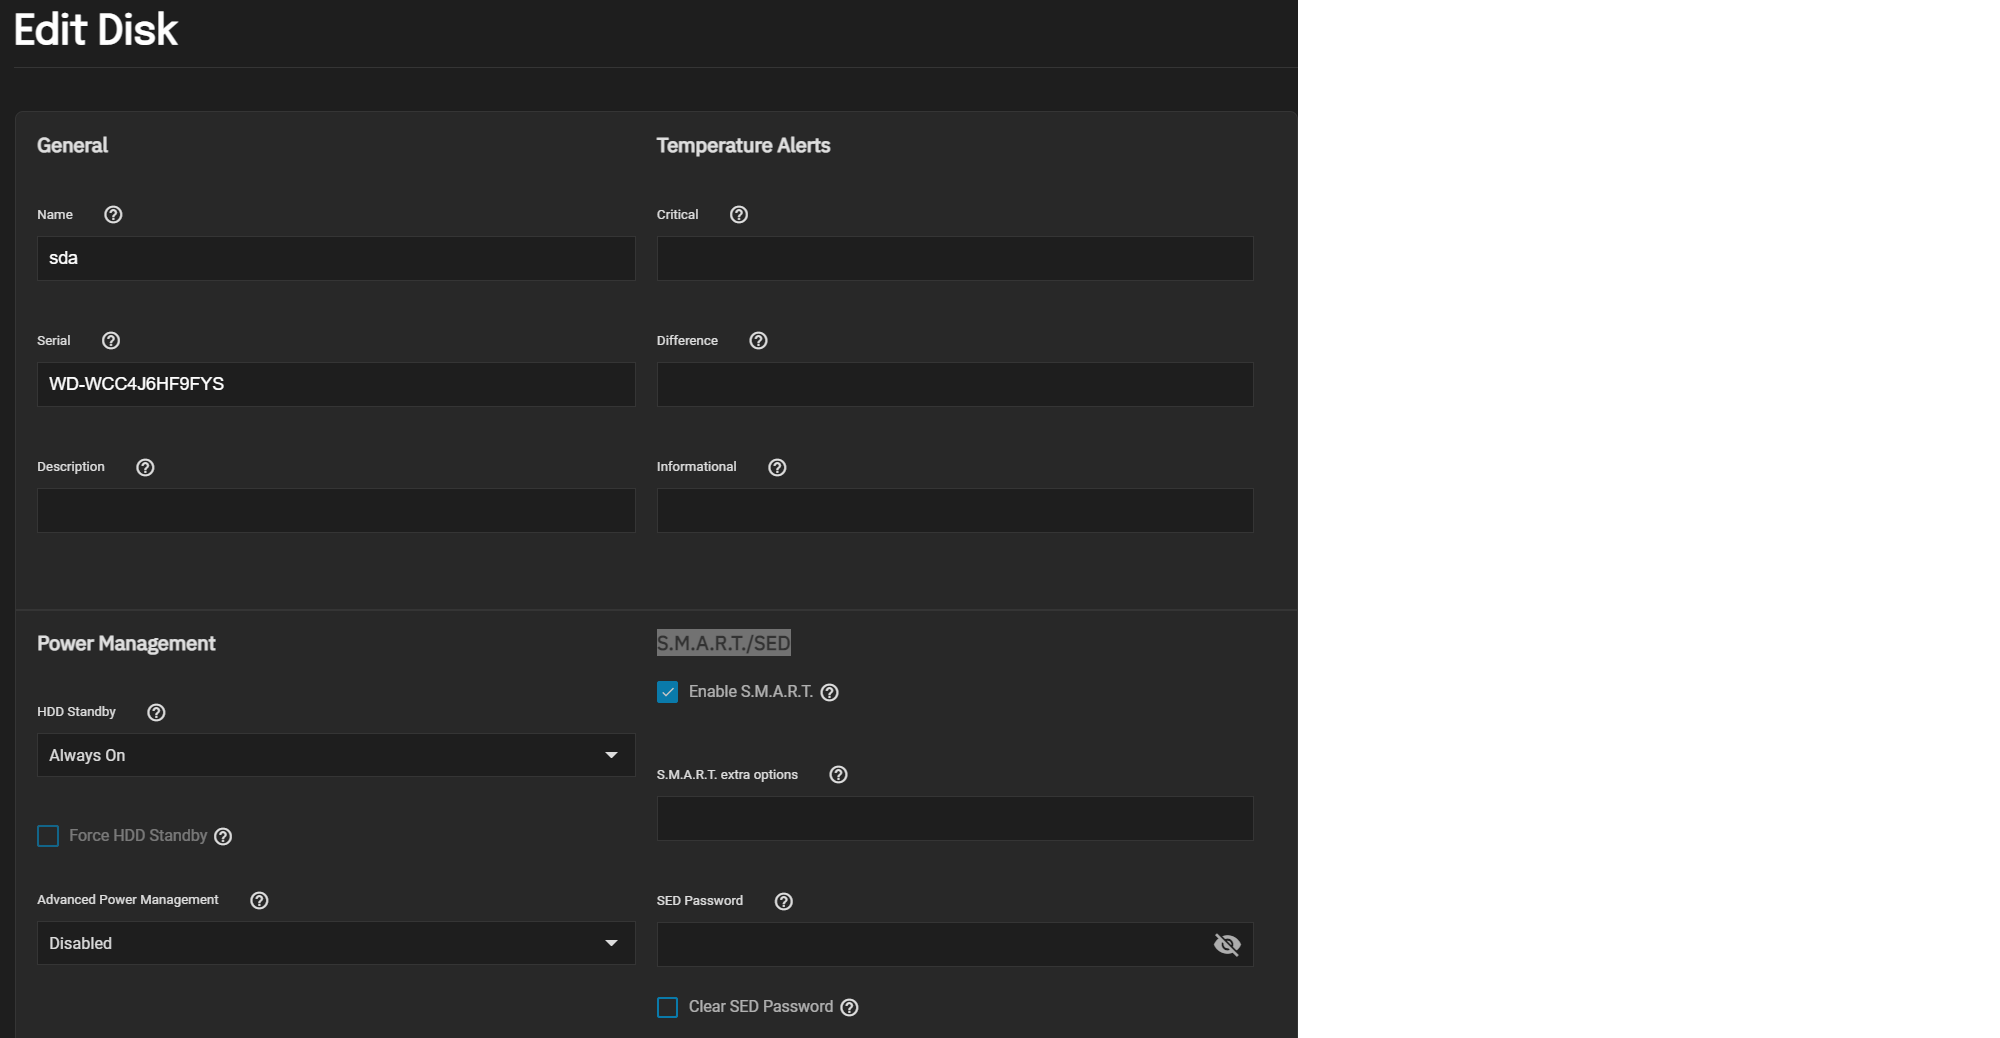 Edit Disk
General
Name
sda
Serial
WD-WCC4J6HF9FYS
Description
Temperature Alerts
Critical
Difference
Informational
Power Management
HDD Standby
Always On
Force HDD Standby
Advanced Power Management
Disabled
S.M.A.R.T./SED
Enable S.M.A.R.T.
S.M.A.R.T. extra options
SED Password
Clear SED Password